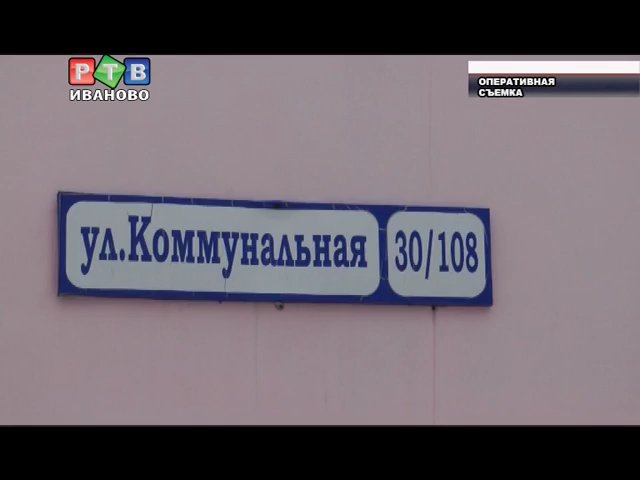 РТВ
ИВАНОВО
ОПЕРАТИВНАЯ
СЪЕМКА
ул.Коммунальная 30/108